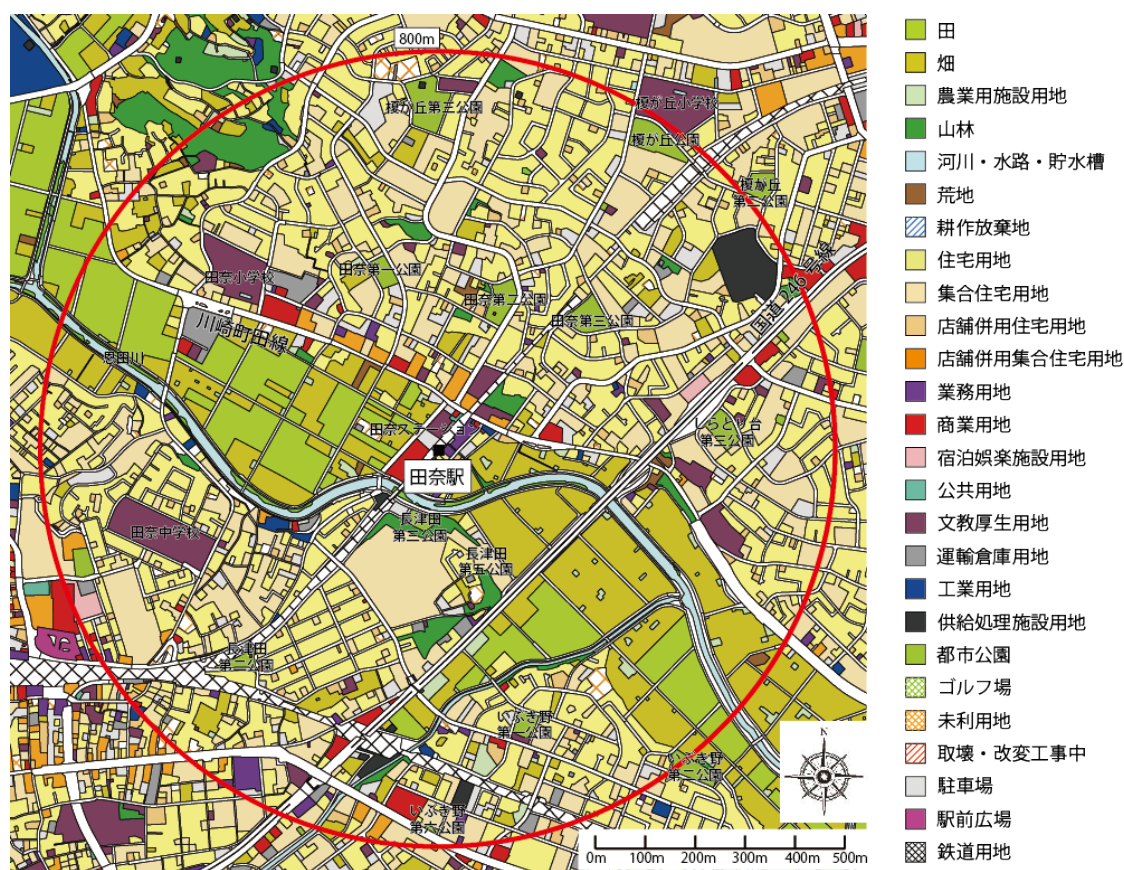 800m
榎が丘第三公園
榎が丘小学校
榎が丘公園
榎が丘
第二公園
田奈小学校
田奈第一公園
田奈第二公園
田奈第三公園
国道246号線
川崎町田線
恩田川
田奈ステーション
田奈駅
しらとり台
第三公園
長津田
第三公園
長津田
第五公園
田奈中学校
長津田
第二公園
いぶき野
第一公園
いぶき野
第二公園
いぶき野
第六公園
N
0m 100m 200m 300m 400m 500m
田
畑
農業用施設用地
山林
河川・水路・貯水槽
荒地
耕作放棄地
住宅用地
集合住宅用地
店舗併用住宅用地
店舗併用集合住宅用地
業務用地
商業用地
宿泊娯楽施設用地
公共用地
文教厚生用地
運輸倉庫用地
工業用地
供給処理施設用地
都市公園
ゴルフ場
未利用地
取壊・改変工事中
駐車場
駅前広場
鉄道用地